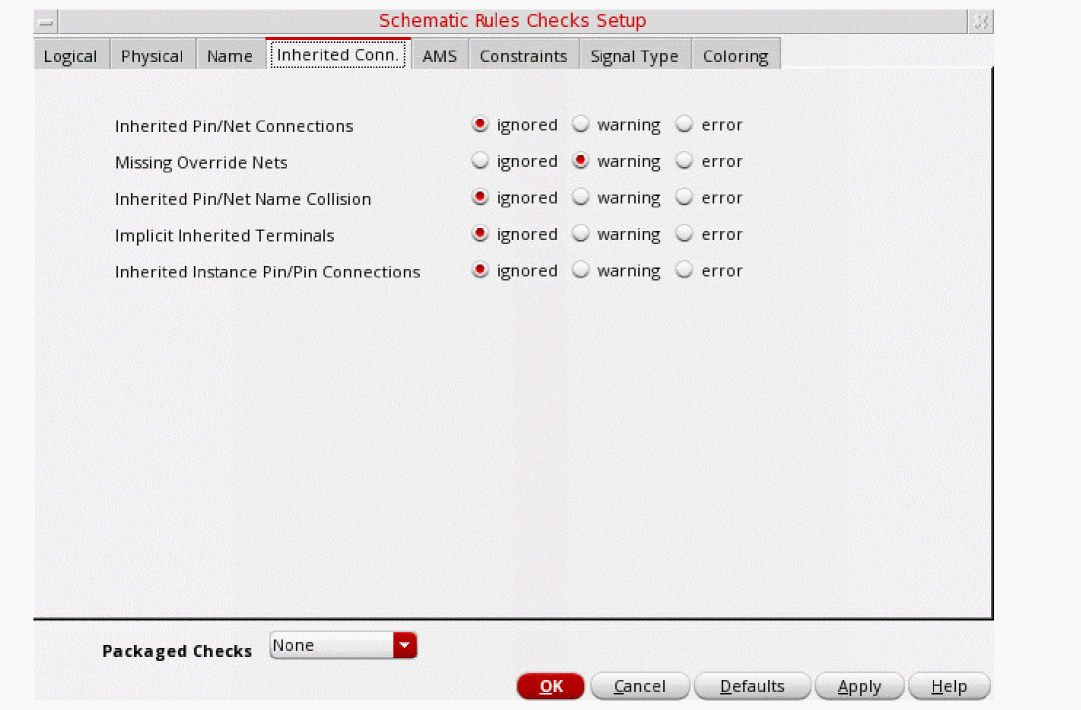 Schematic Rules Checks Setup
Logical Physical Name Inherited Conn. AMS Constraints Signal Type Coloring
Inherited Pin/Net Connections ignored warning error
Missing Override Nets ignored warning error
Inherited Pin/Net Name Collision ignored warning error
Implicit Inherited Terminals ignored warning error
Inherited Instance Pin/Pin Connections ignored warning error
Packaged Checks None
OK Cancel Defaults Apply Help